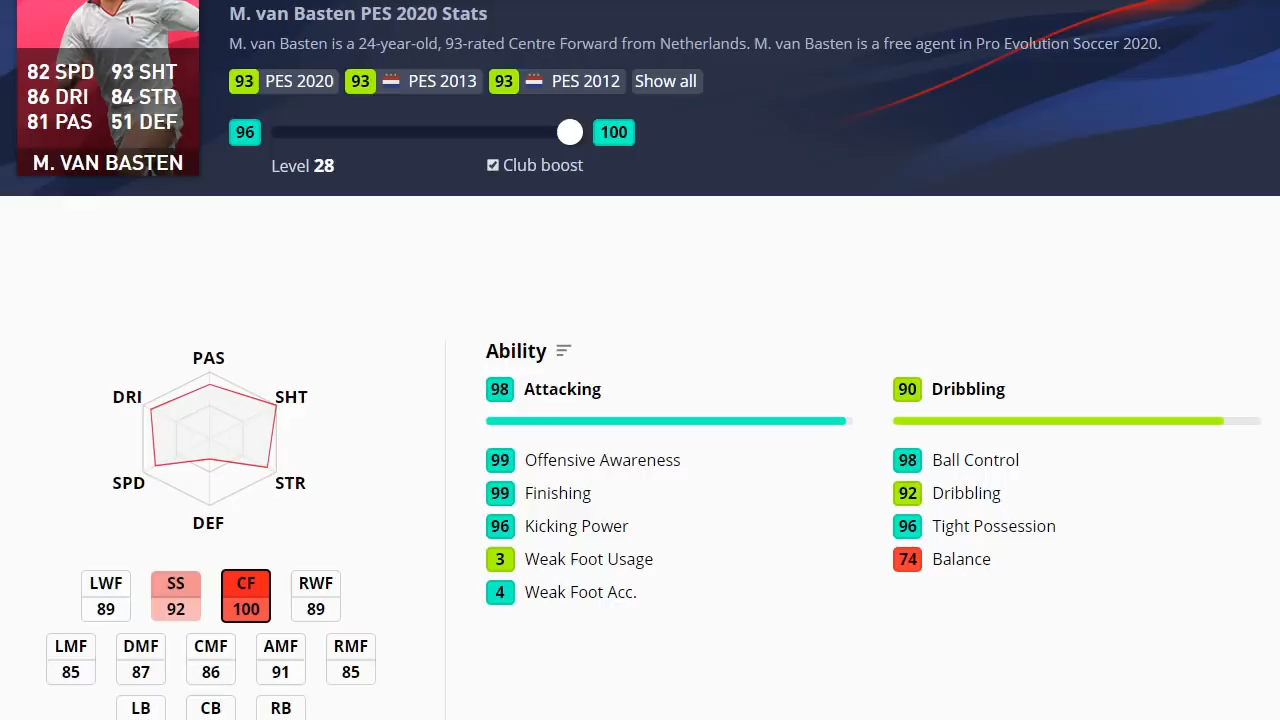 M. van Basten PES 2020 Stats
M. van Basten is a 24-year-old, 93-rated Centre Forward from Netherlands. M. van Basten is a free agent in Pro Evolution Soccer 2020.
82 SPD 93 SHT
86 DRI 84 STR
81 PAS 51 DEF
M. VAN BASTEN
93 PES 2020 93 PES 2013 93 PES 2012 Show all
96 100
Level 28 Club boost
PAS
DRI SHT
SPD STR
DEF
LWF SS CF RWF
89 92 100 89
LMF DMF CMF AMF RMF
85 87 86 91 85
LB CB RB
Ability
98 Attacking
99 Offensive Awareness
99 Finishing
96 Kicking Power
3 Weak Foot Usage
4 Weak Foot Acc.
90 Dribbling
98 Ball Control
92 Dribbling
96 Tight Possession
74 Balance